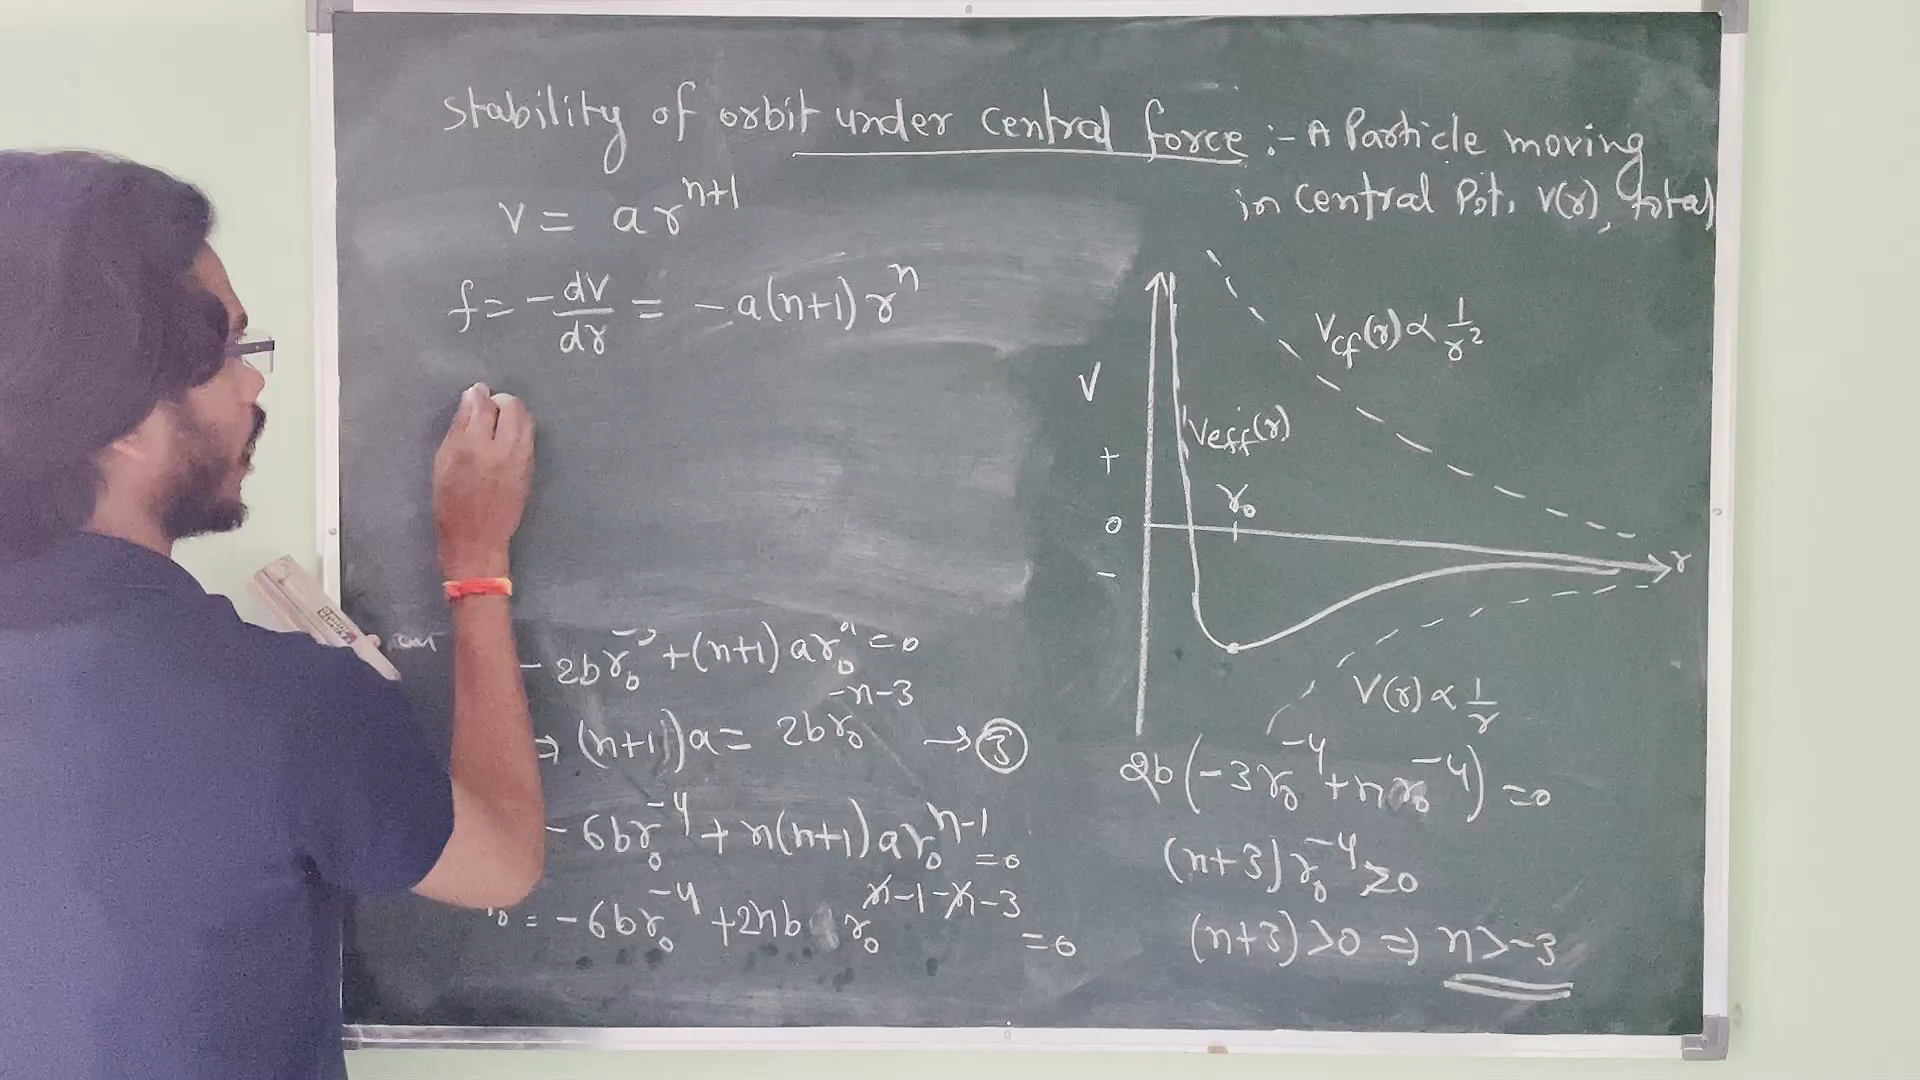 Stability of orbit under central force :- A Particle moving
in central Pot. V(r), total
V = ar^{n+1}
f = -dV/dr = -a(n+1)r^n
-2br₀^{-3} + (n+1)ar₀^n = 0
⇒ (n+1)a = 2br₀^{-n-3} → ③
-6br₀^{-4} + n(n+1)ar₀^{n-1} = 0
= -6br₀^{-4} + 2nb r₀^{n-1-n-3} = 0
V_cf(r) ∝ 1/r²
V
V_eff(r)
+
r₀
0
r
-
V(r) ∝ 1/r
2b(-3r₀^{-4} + nr₀^{-4}) = 0
(n+3)r₀^{-4} > 0
(n+3) > 0 ⇒ n > -3